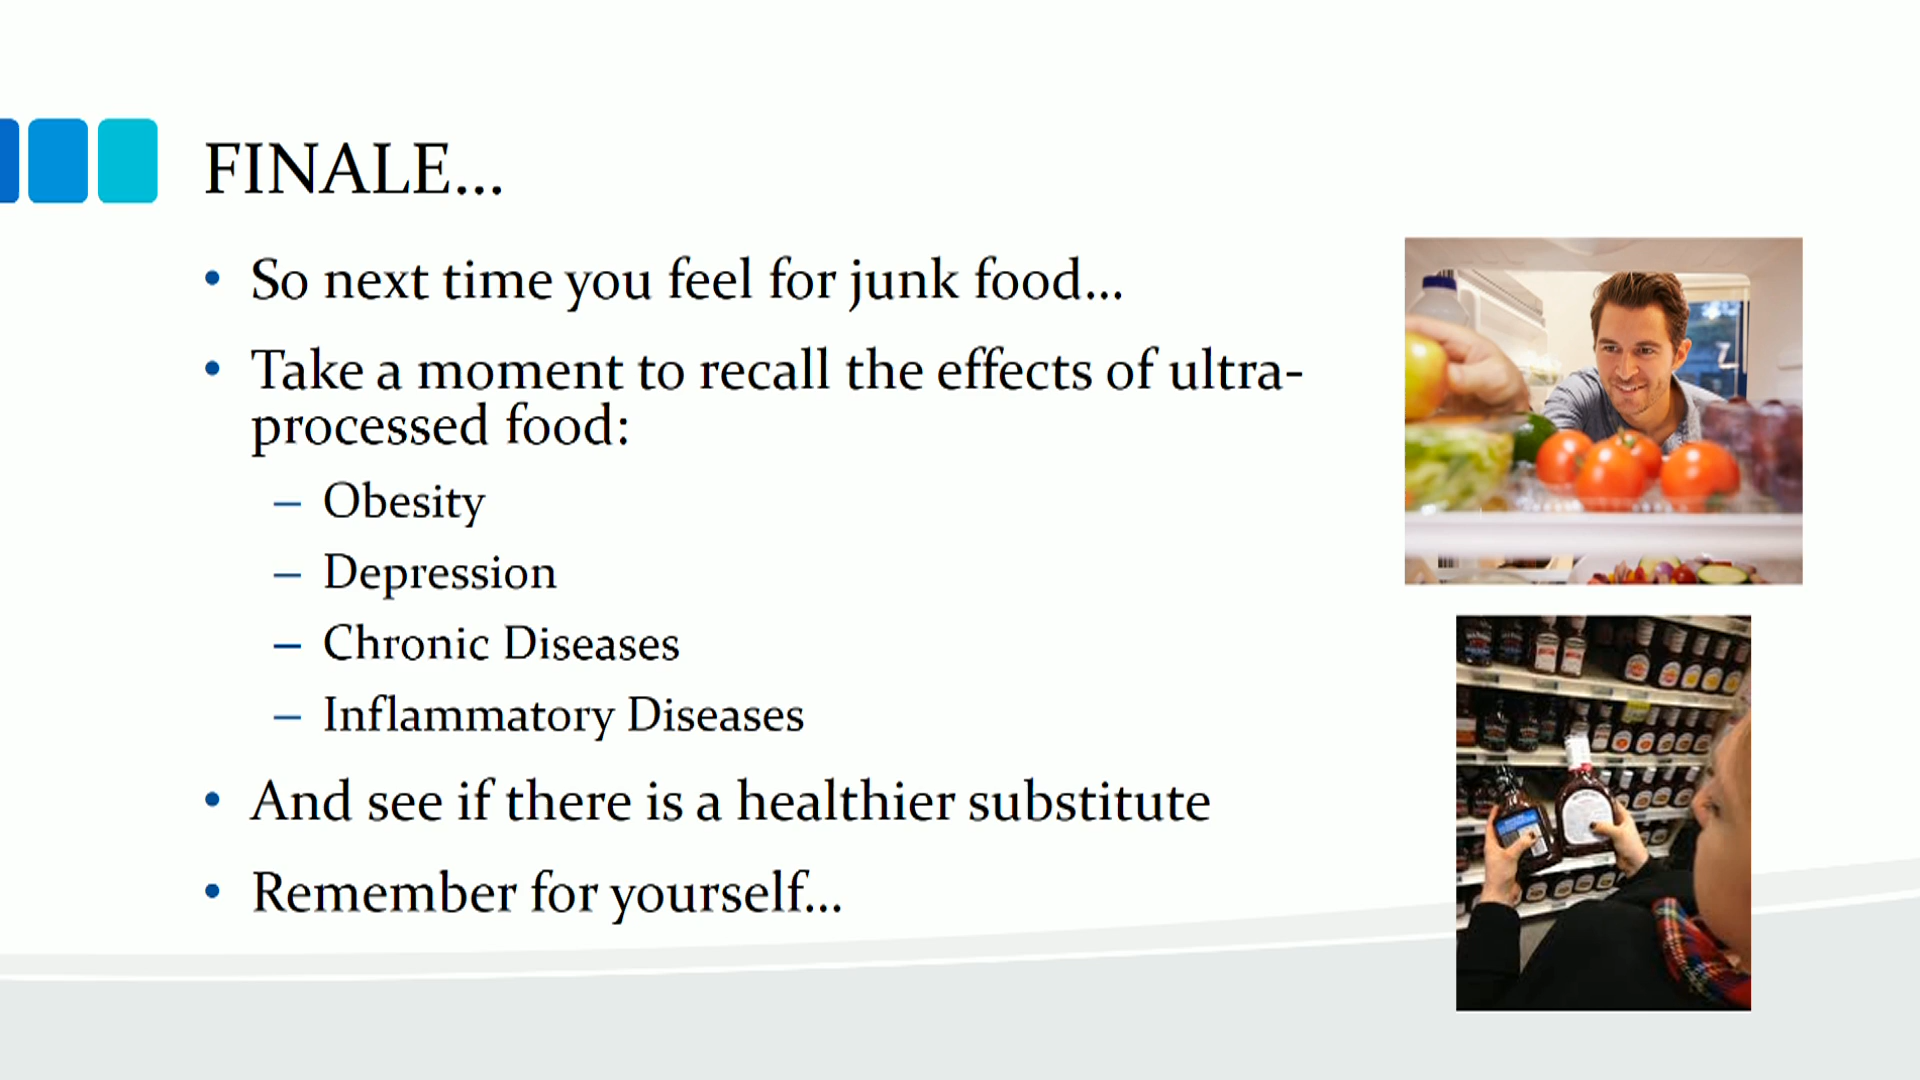 FINALE...
• So next time you feel for junk food...
• Take a moment to recall the effects of ultra-
processed food:
– Obesity
– Depression
– Chronic Diseases
– Inflammatory Diseases
• And see if there is a healthier substitute
• Remember for yourself...